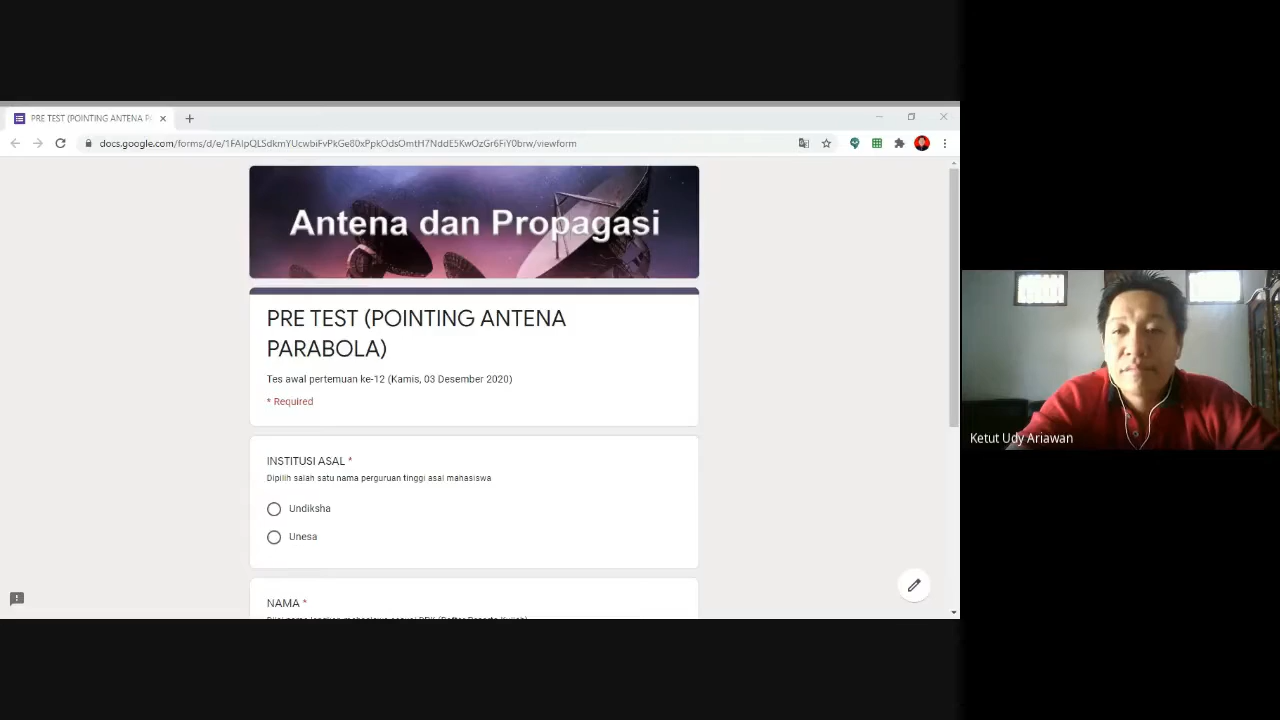 PRE TEST (POINTING ANTENA P
docs.google.com/forms/d/e/1FAIpQLSdkmYUcwbiFvPkGe80xPpkOdsOmtH7NddE5KwOzGr6FiY0brw/viewform
Antena dan Propagasi
PRE TEST (POINTING ANTENA
PARABOLA)
Tes awal pertemuan ke-12 (Kamis, 03 Desember 2020)
* Required
INSTITUSI ASAL *
Dipilih salah satu nama perguruan tinggi asal mahasiswa
Undiksha
Unesa
NAMA *
Ketut Udy Ariawan